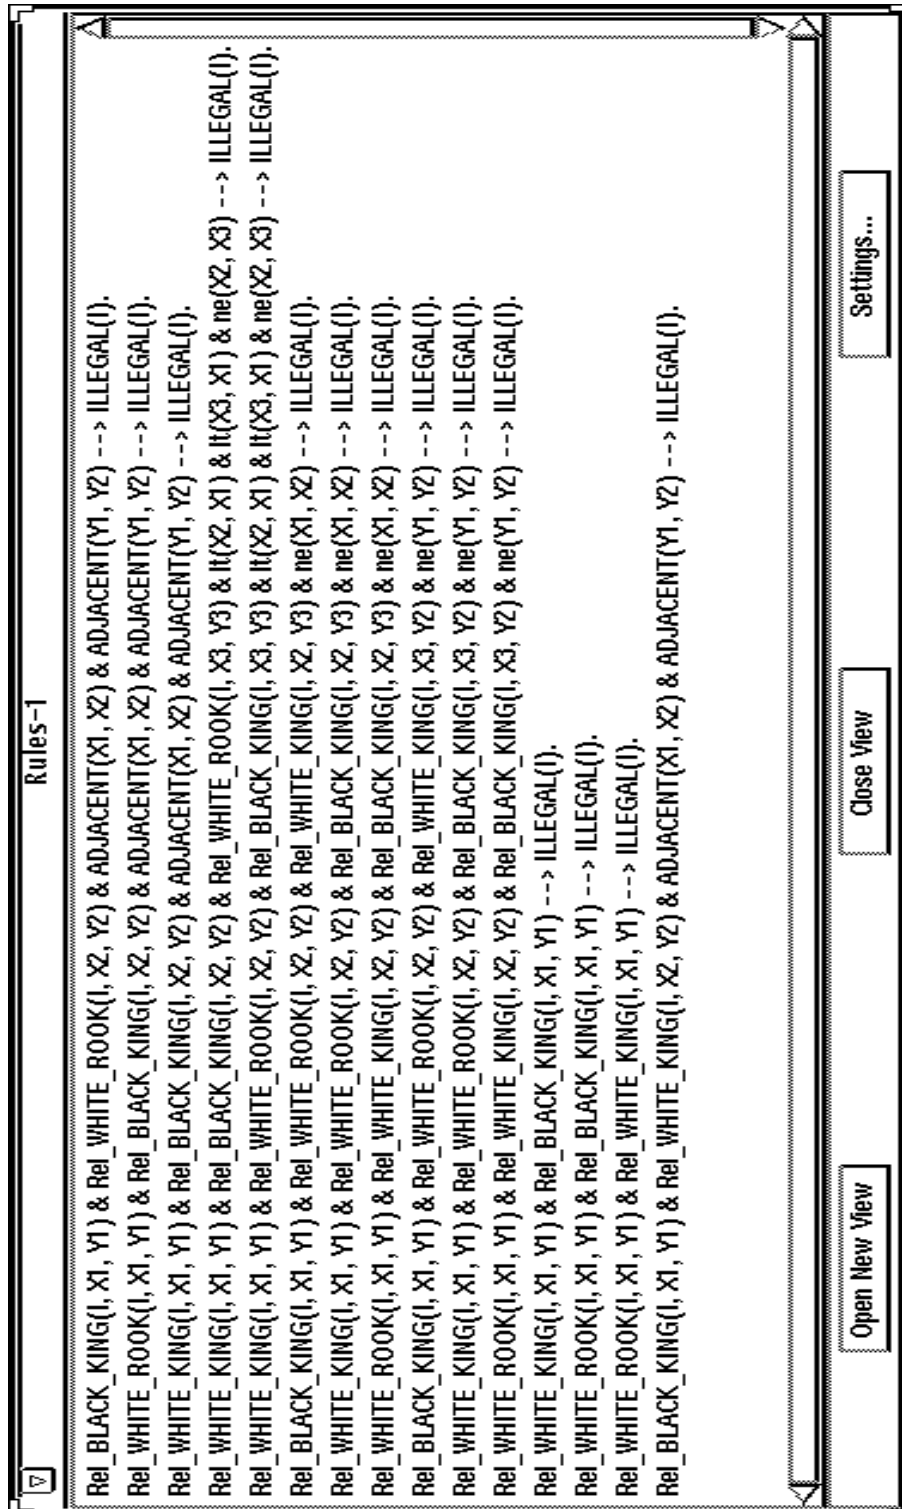 Rules-1
Rel_BLACK_KING(I, X1, Y1) & Rel_WHITE_ROOK(I, X2, Y2) & ADJACENT(X1, X2) & ADJACENT(Y1, Y2) --> ILLEGAL(I).
Rel_WHITE_ROOK(I, X1, Y1) & Rel_BLACK_KING(I, X2, Y2) & ADJACENT(X1, X2) & ADJACENT(Y1, Y2) --> ILLEGAL(I).
Rel_WHITE_KING(I, X1, Y1) & Rel_BLACK_KING(I, X2, Y2) & ADJACENT(X1, X2) & ADJACENT(Y1, Y2) --> ILLEGAL(I).
Rel_WHITE_KING(I, X1, Y1) & Rel_BLACK_KING(I, X2, Y2) & Rel_WHITE_ROOK(I, X3, Y3) & lt(X2, X1) & lt(X3, X1) & ne(X2, X3) --> ILLEGAL(I).
Rel_WHITE_KING(I, X1, Y1) & Rel_WHITE_ROOK(I, X2, Y2) & Rel_BLACK_KING(I, X3, Y3) & lt(X2, X1) & lt(X3, X1) & ne(X2, X3) --> ILLEGAL(I).
Rel_BLACK_KING(I, X1, Y1) & Rel_WHITE_ROOK(I, X2, Y2) & Rel_WHITE_KING(I, X2, Y3) & ne(X1, X2) --> ILLEGAL(I).
Rel_WHITE_KING(I, X1, Y1) & Rel_WHITE_ROOK(I, X2, Y2) & Rel_BLACK_KING(I, X2, Y3) & ne(X1, X2) --> ILLEGAL(I).
Rel_WHITE_ROOK(I, X1, Y1) & Rel_WHITE_KING(I, X2, Y2) & Rel_BLACK_KING(I, X2, Y3) & ne(X1, X2) --> ILLEGAL(I).
Rel_BLACK_KING(I, X1, Y1) & Rel_WHITE_ROOK(I, X2, Y2) & Rel_WHITE_KING(I, X3, Y2) & ne(Y1, Y2) --> ILLEGAL(I).
Rel_WHITE_KING(I, X1, Y1) & Rel_WHITE_ROOK(I, X2, Y2) & Rel_BLACK_KING(I, X3, Y2) & ne(Y1, Y2) --> ILLEGAL(I).
Rel_WHITE_ROOK(I, X1, Y1) & Rel_WHITE_KING(I, X2, Y2) & Rel_BLACK_KING(I, X3, Y2) & ne(Y1, Y2) --> ILLEGAL(I).
Rel_WHITE_KING(I, X1, Y1) & Rel_BLACK_KING(I, X1, Y1) --> ILLEGAL(I).
Rel_WHITE_ROOK(I, X1, Y1) & Rel_BLACK_KING(I, X1, Y1) --> ILLEGAL(I).
Rel_WHITE_ROOK(I, X1, Y1) & Rel_WHITE_KING(I, X1, Y1) --> ILLEGAL(I).
Rel_BLACK_KING(I, X1, Y1) & Rel_WHITE_KING(I, X2, Y2) & ADJACENT(X1, X2) & ADJACENT(Y1, Y2) --> ILLEGAL(I).
Open New View
Close View
Settings...